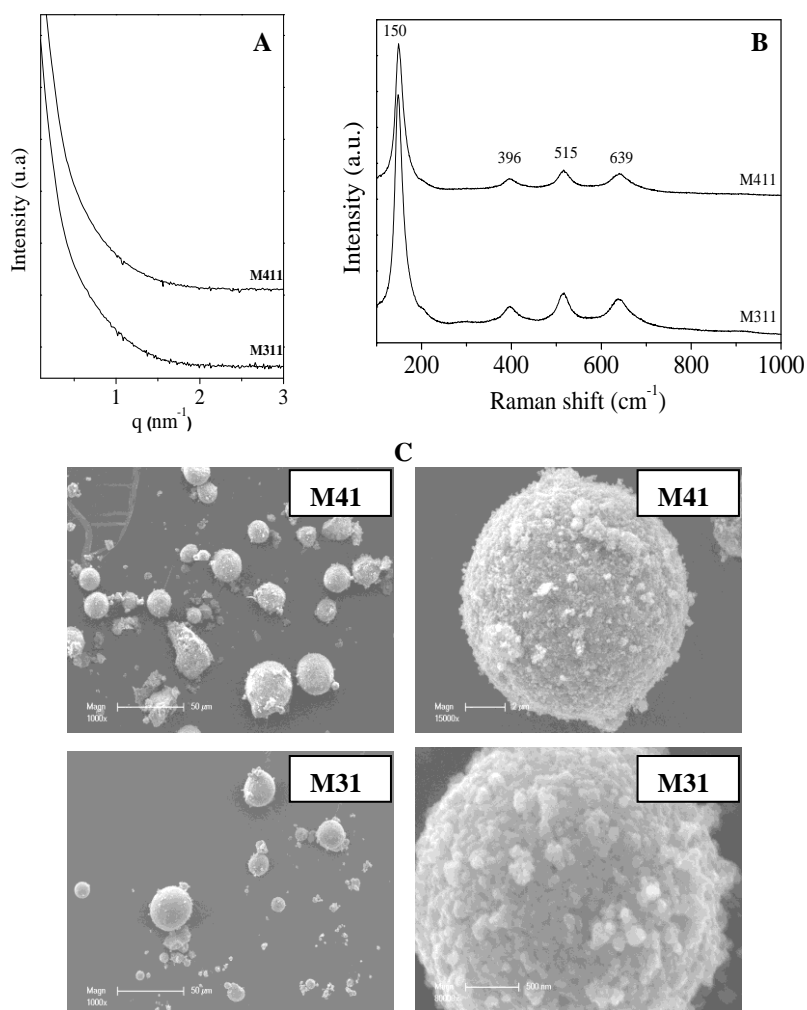 A
Intensity (u.a)
M411
M311
1 2 3
q (nm⁻¹)
B
150
396 515 639
Intensity (a.u.)
M411
M311
200 400 600 800 1000
Raman shift (cm⁻¹)
C
M41
Magn 50 µm
1000x
M41
Magn 2 µm
15000x
M31
Magn 50 µm
1000x
M31
Magn 500 nm